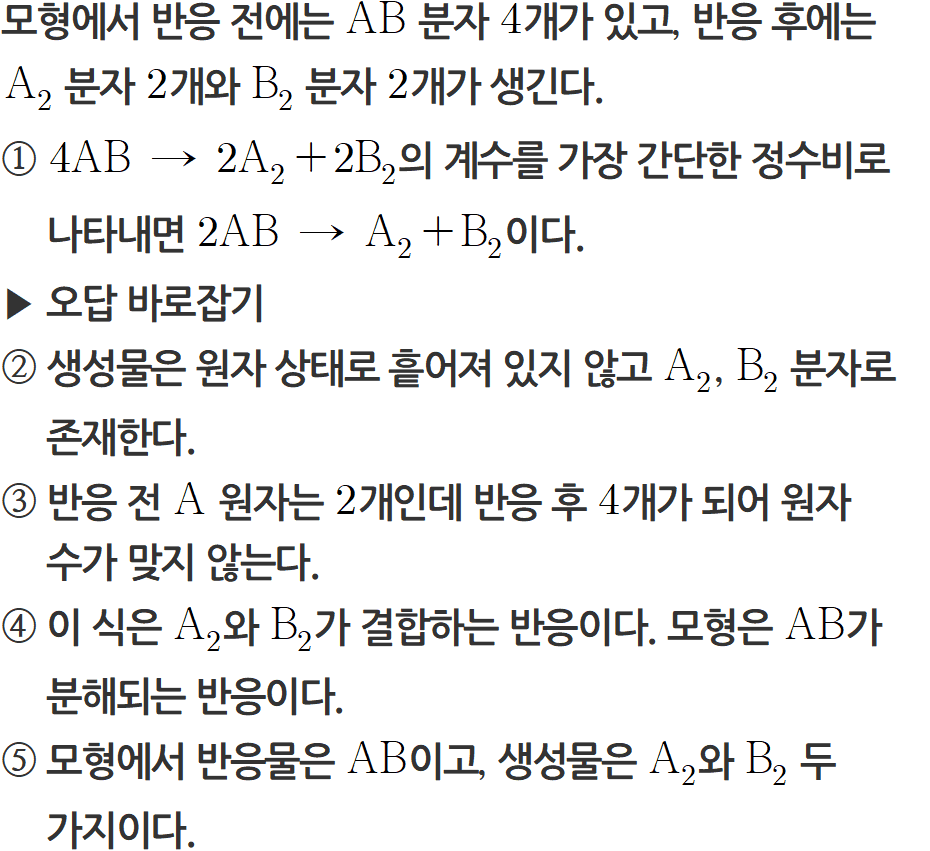 모형에서 반응 전에는 AB 분자 4개가 있고, 반응 후에는
A₂ 분자 2개와 B₂ 분자 2개가 생긴다.
① 4AB → 2A₂+2B₂의 계수를 가장 간단한 정수비로
나타내면 2AB → A₂+B₂이다.
▶ 오답 바로잡기
② 생성물은 원자 상태로 흩어져 있지 않고 A₂, B₂ 분자로
존재한다.
③ 반응 전 A 원자는 2개인데 반응 후 4개가 되어 원자
수가 맞지 않는다.
④ 이 식은 A₂와 B₂가 결합하는 반응이다. 모형은 AB가
분해되는 반응이다.
⑤ 모형에서 반응물은 AB이고, 생성물은 A₂와 B₂ 두
가지이다.